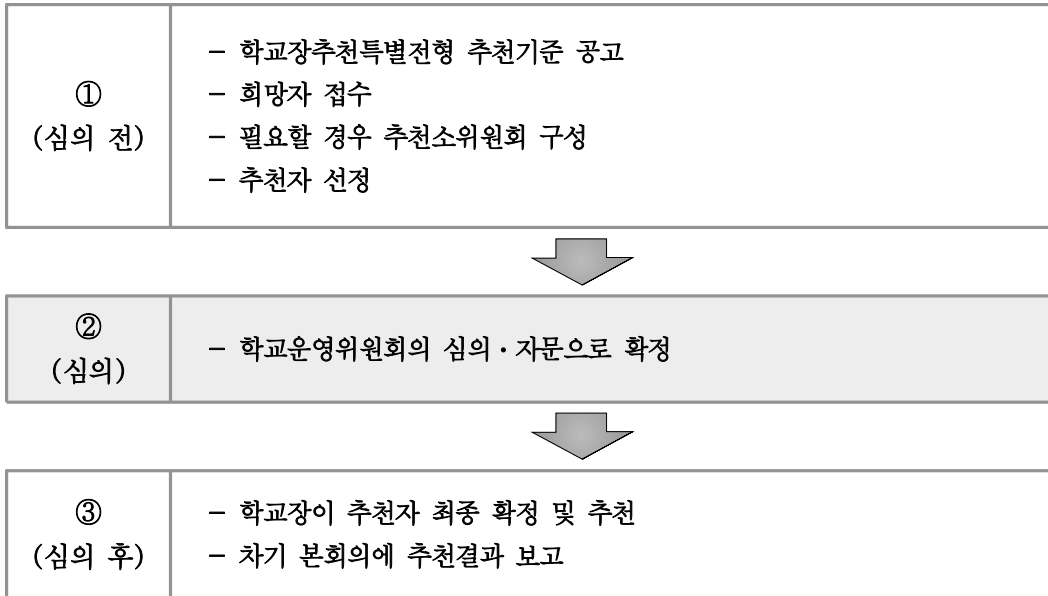 ①
(심의 전)
－ 학교장추천특별전형 추천기준 공고
－ 희망자 접수
－ 필요할 경우 추천소위원회 구성
－ 추천자 선정
②
(심의)
－ 학교운영위원회의 심의·자문으로 확정
③
(심의 후)
－ 학교장이 추천자 최종 확정 및 추천
－ 차기 본회의에 추천결과 보고